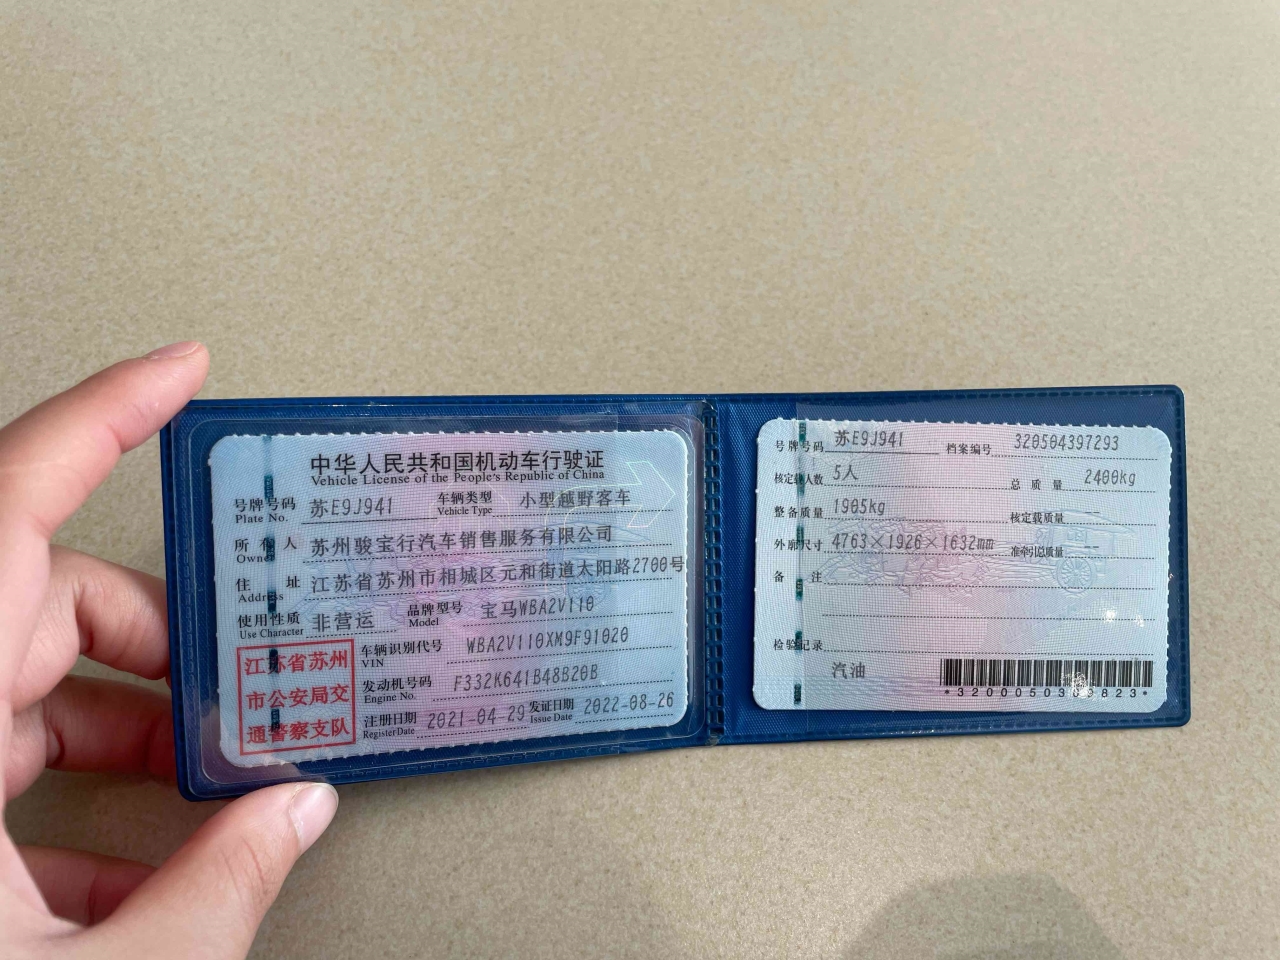 中华人民共和国机动车行驶证
Vehicle License of the People's Republic of China
号牌号码 苏E9J941 车辆类型 小型越野客车
Plate No. Vehicle Type
所有人 苏州骏宝行汽车销售服务有限公司
Owner
住址 江苏省苏州市相城区元和街道太阳路2700号
Address
使用性质 非营运 品牌型号 宝马WBA2V110
Use Character Model
江苏省苏州
市公安局交
通警察支队
车辆识别代号 WBA2V110XM9F91020
VIN
发动机号码 F332K641B48B20B
Engine No.
注册日期 2021-04-29 发证日期 2022-08-26
Register Date Issue Date
号牌号码 苏E9J941 档案编号 320504397293
核定载人数 5人 总质量 2400kg
整备质量 1905kg 核定载质量 --
外廓尺寸 4763×1926×1632mm 准牵引总质量 --
备注
检验记录
汽油